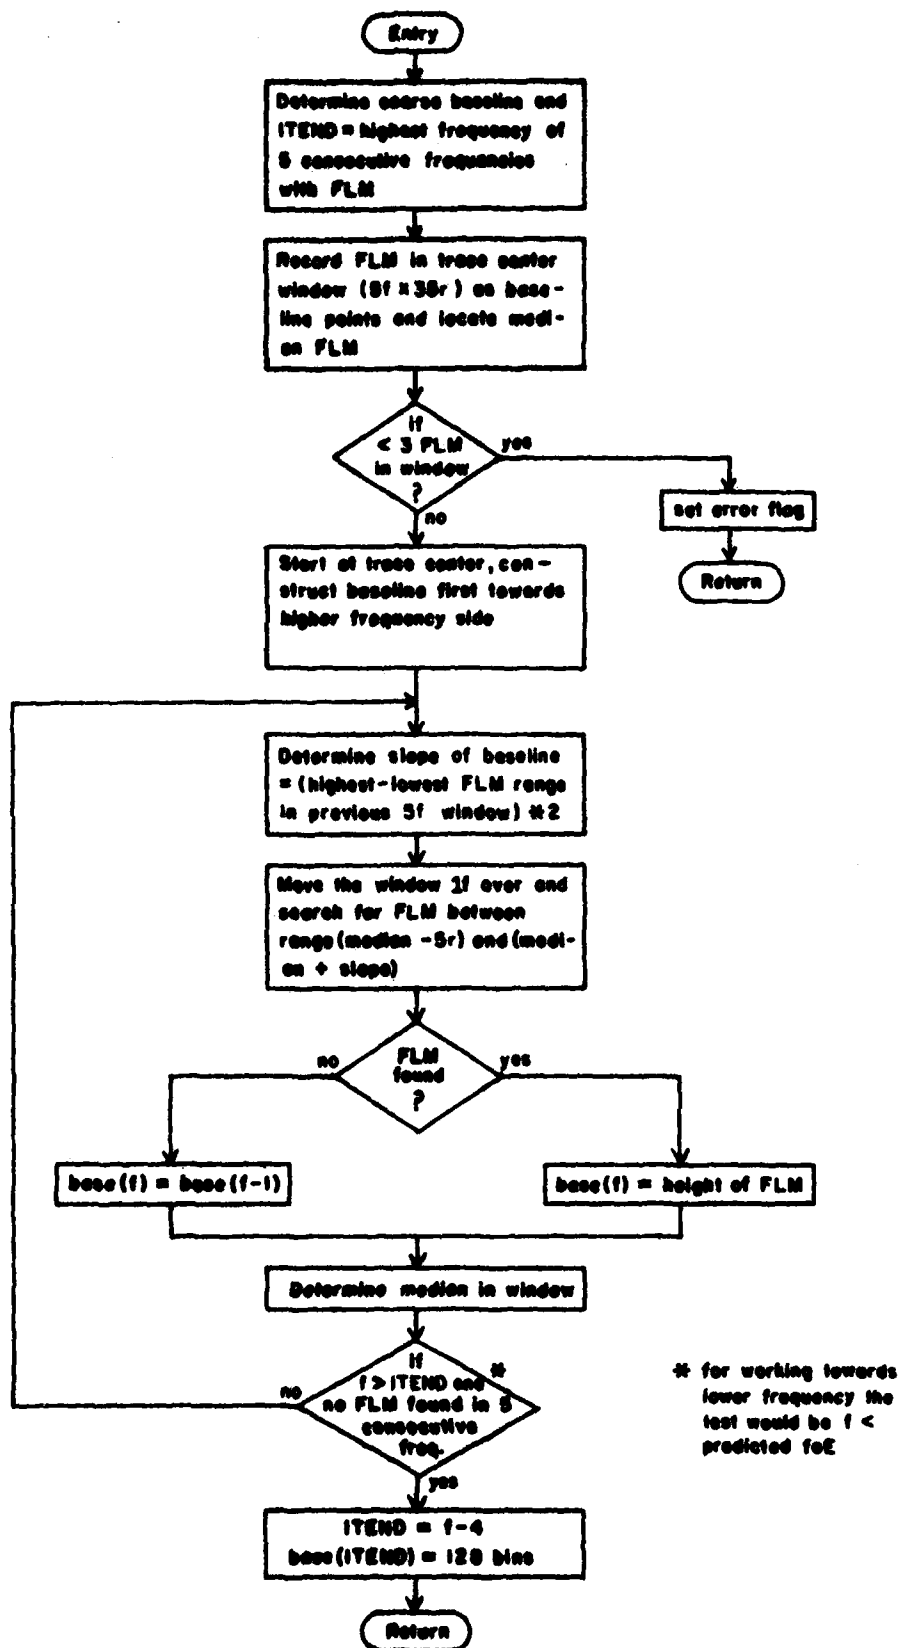 Entry
Determine coarse baseline and
ITEND = highest frequency of
5 consecutive frequencies
with FLM
Record FLM in trace center
window (5f x 35r) as base-
line points and locate medi-
an FLM
if
< 3 FLM
in window
?
yes
no
set error flag
Return
Start at trace center, con-
struct baseline first towards
higher frequency side
Determine slope of baseline
= (highest-lowest FLM range
in previous 5f window) * 2
Move the window 1f over and
search for FLM between
range (median - 5r) and (medi-
an + slope)
FLM
found
?
no
yes
base(f) = base(f-1)
base(f) = height of FLM
Determine median in window
if
f > ITEND and *
no FLM found in 5
consecutive
freq.
no
yes
* for working towards
lower frequency the
test would be f <
predicted foE
ITEND = f-4
base(ITEND) = 128 bins
Return